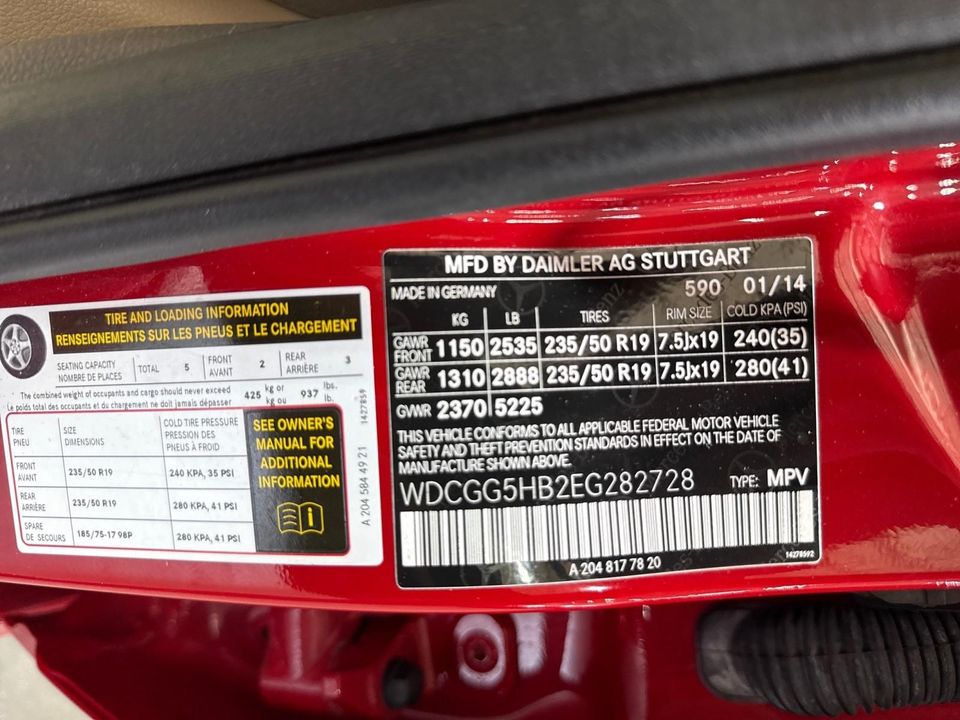 TIRE AND LOADING INFORMATION
RENSEIGNEMENTS SUR LES PNEUS ET LE CHARGEMENT
SEATING CAPACITY
NOMBRE DE PLACES
TOTAL 5
FRONT
AVANT 2
REAR
ARRIÈRE 3
The combined weight of occupants and cargo should never exceed 425 kg or 937 lbs.
Le poids total des occupants et du chargement ne doit jamais dépasser kg ou lb.
TIRE
PNEU
SIZE
DIMENSIONS
COLD TIRE PRESSURE
PRESSION DES
PNEUS À FROID
FRONT
AVANT
235/50 R19
240 KPA, 35 PSI
REAR
ARRIÈRE
235/50 R19
280 KPA, 41 PSI
SPARE
DE SECOURS
185/75-17 98P
280 KPA, 41 PSI
SEE OWNER'S
MANUAL FOR
ADDITIONAL
INFORMATION
1427859
A 204 584 49 21
MFD BY DAIMLER AG STUTTGART
MADE IN GERMANY 590 01/14
KG LB TIRES RIM SIZE COLD KPA (PSI)
GAWR
FRONT 1150 2535 235/50 R19 7.5Jx19 240(35)
GAWR
REAR 1310 2888 235/50 R19 7.5Jx19 280(41)
GVWR 2370 5225
THIS VEHICLE CONFORMS TO ALL APPLICABLE FEDERAL MOTOR VEHICLE
SAFETY AND THEFT PREVENTION STANDARDS IN EFFECT ON THE DATE OF
MANUFACTURE SHOWN ABOVE.
WDCGG5HB2EG282728 TYPE: MPV
14278592
A 204 817 78 20